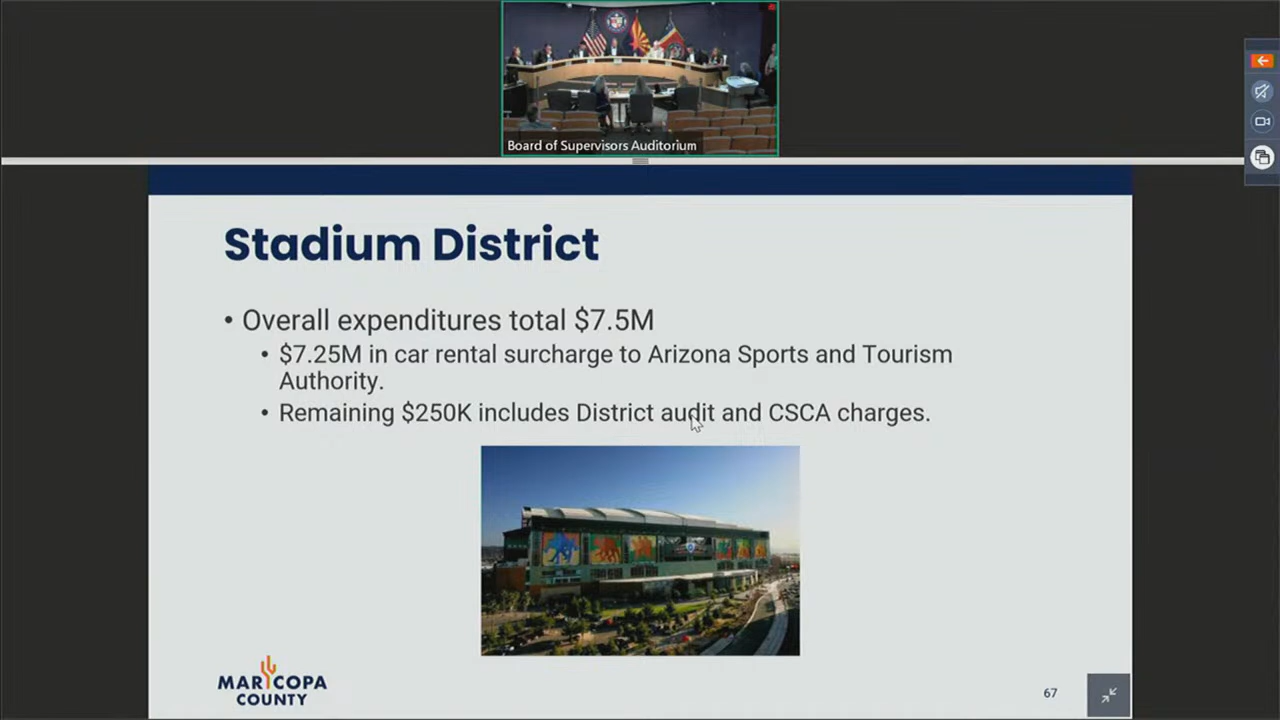 Board of Supervisors Auditorium
Stadium District
• Overall expenditures total $7.5M
• $7.25M in car rental surcharge to Arizona Sports and Tourism
Authority.
• Remaining $250K includes District audit and CSCA charges.
MARICOPA
COUNTY
67